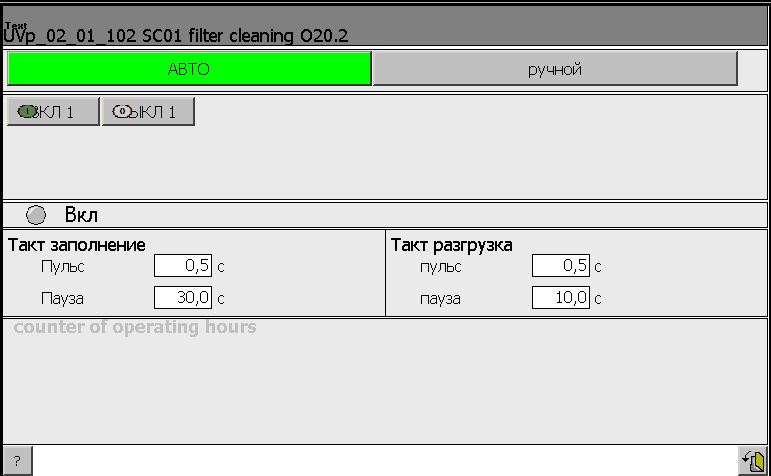 Text
UVp_02_01_102 SC01 filter cleaning O20.2
АВТО
ручной
ВКЛ 1
ВЫКЛ 1
Вкл
Такт заполнение
Пульс 0,5 с
Пауза 30,0 с
Такт разгрузка
пульс 0,5 с
пауза 10,0 с
counter of operating hours
?